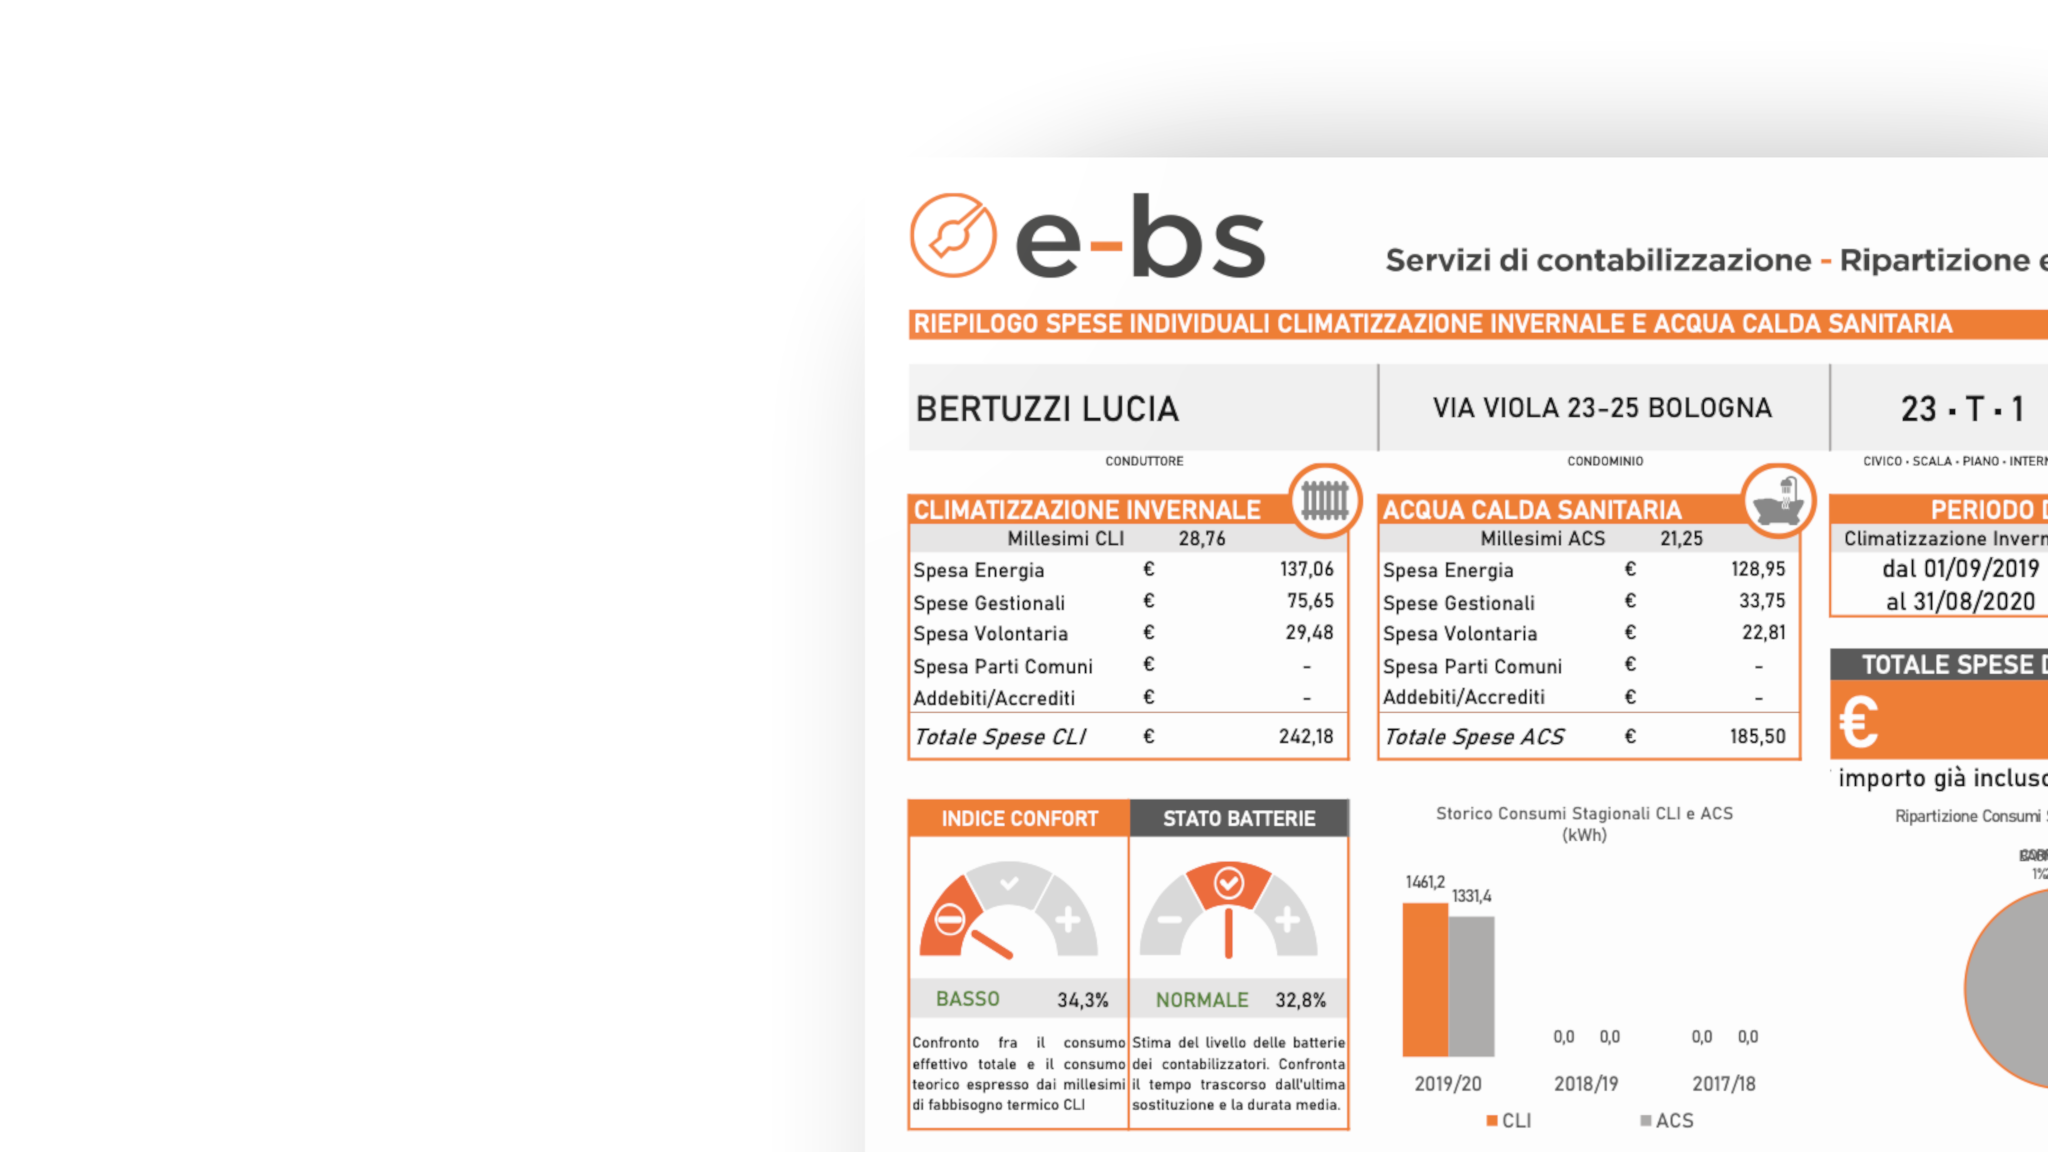 e-bs
Servizi di contabilizzazione - Ripartizione e
RIEPILOGO SPESE INDIVIDUALI CLIMATIZZAZIONE INVERNALE E ACQUA CALDA SANITARIA
BERTUZZI LUCIA
VIA VIOLA 23-25 BOLOGNA
23 · T · 1
CONDUTTORE
CONDOMINIO
CIVICO · SCALA · PIANO · INTERN
CLIMATIZZAZIONE INVERNALE
Millesimi CLI 28,76
Spesa Energia € 137,06
Spese Gestionali € 75,65
Spesa Volontaria € 29,48
Spesa Parti Comuni € -
Addebiti/Accrediti € -
Totale Spese CLI € 242,18
ACQUA CALDA SANITARIA
Millesimi ACS 21,25
Spesa Energia € 128,95
Spese Gestionali € 33,75
Spesa Volontaria € 22,81
Spesa Parti Comuni € -
Addebiti/Accrediti € -
Totale Spese ACS € 185,50
PERIODO D
Climatizzazione Invern
dal 01/09/2019
al 31/08/2020
TOTALE SPESE D
€
importo già incluso
INDICE CONFORT
BASSO 34,3%
Confronto fra il consumo
effettivo totale e il consumo
teorico espresso dai millesimi
di fabbisogno termico CLI
STATO BATTERIE
NORMALE 32,8%
Stima del livello delle batterie
dei contabilizzatori. Confronta
il tempo trascorso dall'ultima
sostituzione e la durata media.
Storico Consumi Stagionali CLI e ACS
(kWh)
1461,2
1331,4
0,0 0,0 0,0 0,0
2019/20 2018/19 2017/18
CLI ACS
Ripartizione Consumi
1%